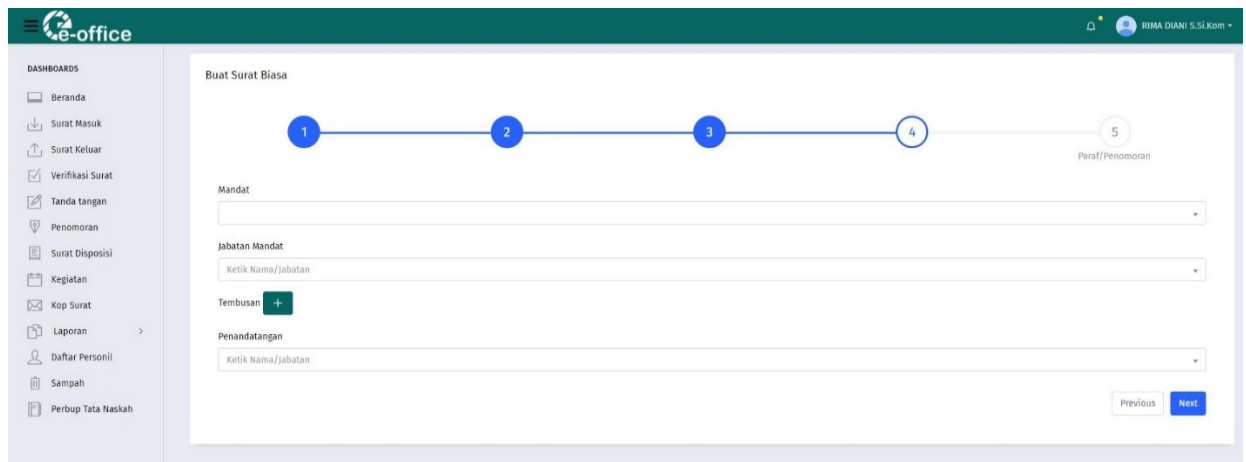 e-office
RIMA DIANI S.Si.Kom
DASHBOARDS
Beranda
Surat Masuk
Surat Keluar
Verifikasi Surat
Tanda tangan
Penomoran
Surat Disposisi
Kegiatan
Kop Surat
Laporan
Daftar Personil
Sampah
Perbup Tata Naskah
Buat Surat Biasa
1
2
3
4
5
Paraf/Penomoran
Mandat
Jabatan Mandat
Ketik Nama/Jabatan
Tembusan +
Penandatangan
Ketik Nama/Jabatan
Previous Next